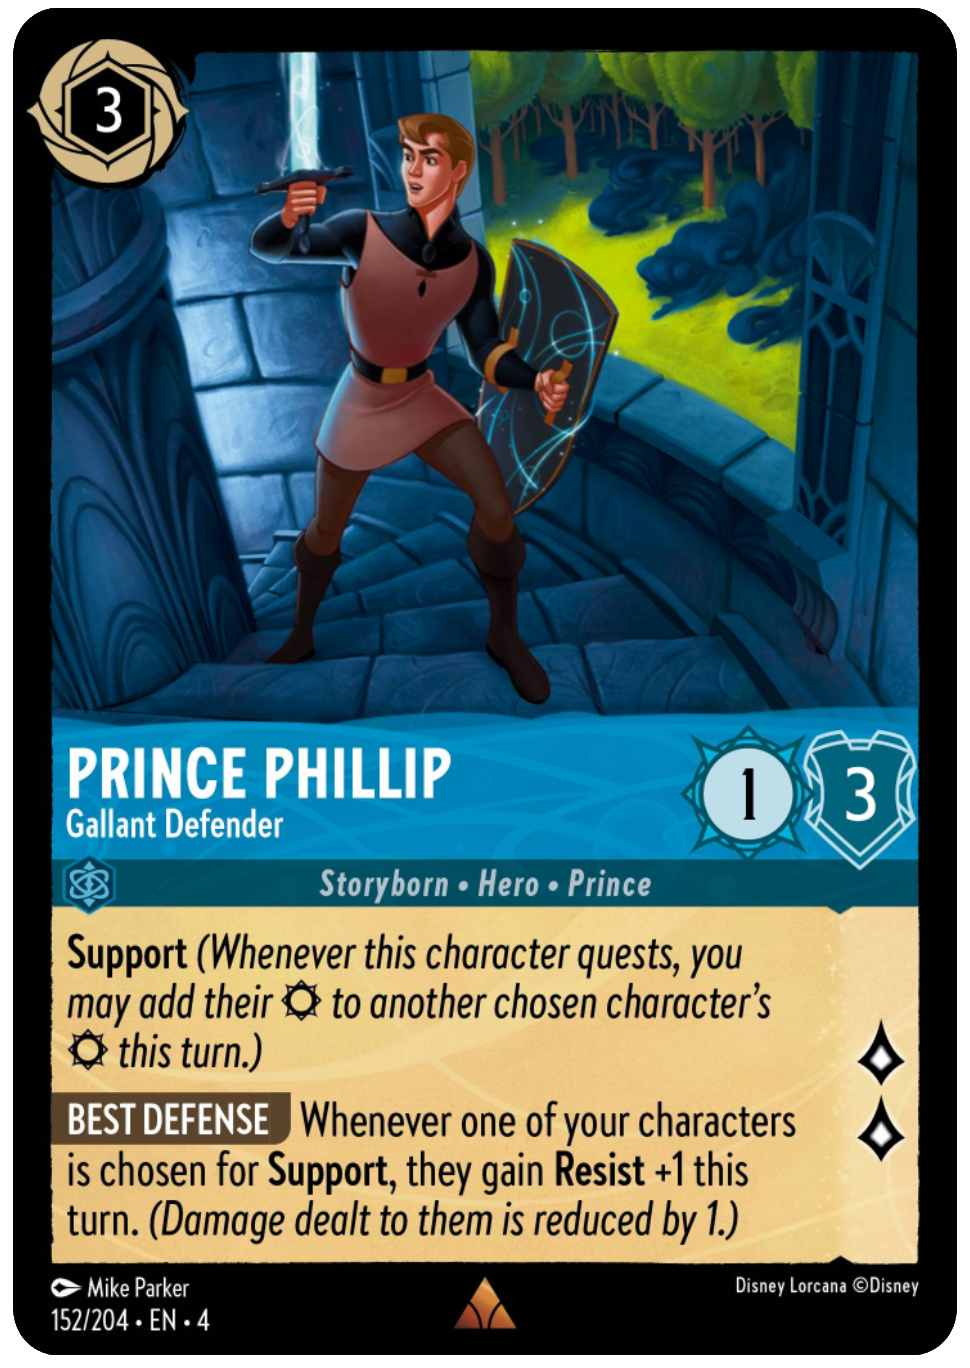 3
PRINCE PHILLIP
Gallant Defender
1
3
Storyborn • Hero • Prince
Support (Whenever this character quests, you
may add their to another chosen character's
this turn.)
BEST DEFENSE Whenever one of your characters
is chosen for Support, they gain Resist +1 this
turn. (Damage dealt to them is reduced by 1.)
Mike Parker
Disney Lorcana ©Disney
152/204 • EN • 4